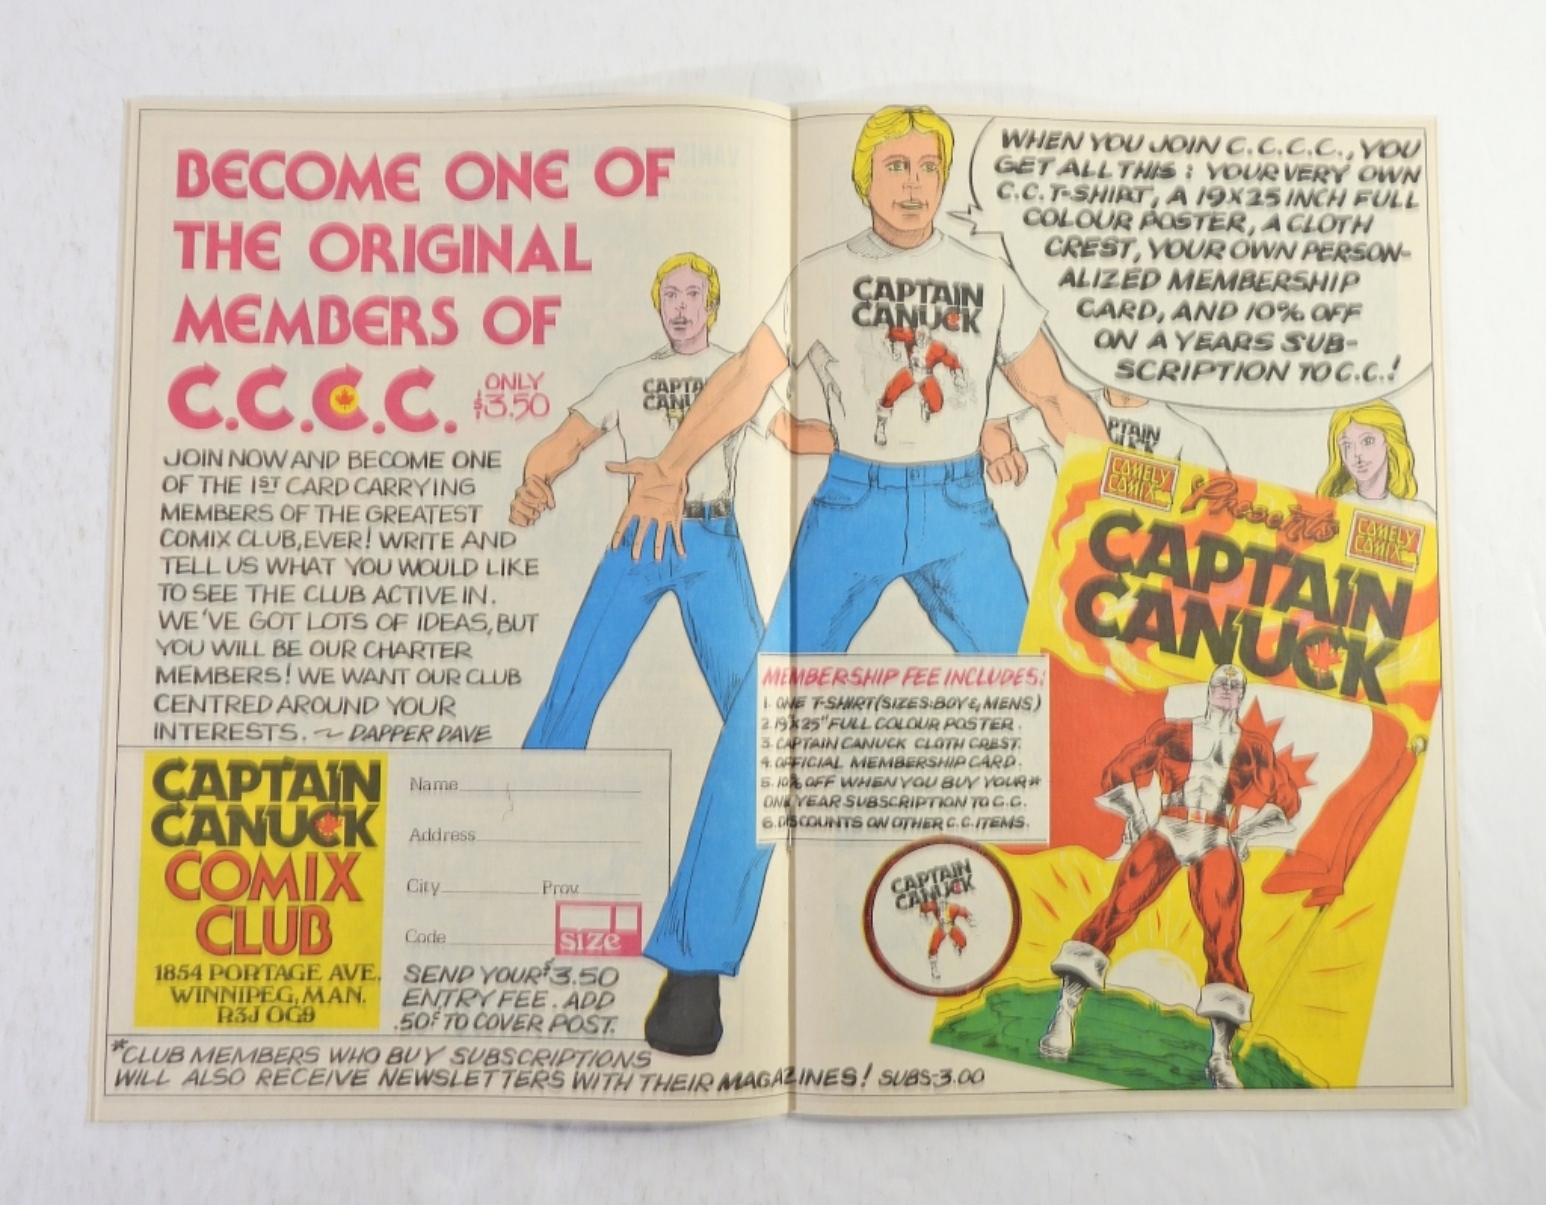 BECOME ONE OF
THE ORIGINAL
MEMBERS OF
C.C.C.C.
ONLY
$3.50
JOIN NOW AND BECOME ONE
OF THE 1ST CARD CARRYING
MEMBERS OF THE GREATEST
COMIX CLUB, EVER! WRITE AND
TELL US WHAT YOU WOULD LIKE
TO SEE THE CLUB ACTIVE IN.
WE'VE GOT LOTS OF IDEAS, BUT
YOU WILL BE OUR CHARTER
MEMBERS! WE WANT OUR CLUB
CENTRED AROUND YOUR
INTERESTS. ~ DAPPER DAVE
CAPTAIN
CANUCK
COMIX
CLUB
1854 PORTAGE AVE.
WINNIPEG, MAN.
R3J OG9
Name
Address
City Prov
Code
size
SEND YOUR $3.50
ENTRY FEE. ADD
.50¢ TO COVER POST.
*CLUB MEMBERS WHO BUY SUBSCRIPTIONS
WILL ALSO RECEIVE NEWSLETTERS WITH THEIR MAGAZINES! SUBS-3.00
CAPTA
CANU
CAPTAIN
CANUCK
WHEN YOU JOIN C.C.C.C., YOU
GET ALL THIS: YOUR VERY OWN
C.C. T-SHIRT, A 19X25 INCH FULL
COLOUR POSTER, A CLOTH
CREST, YOUR OWN PERSON-
ALIZED MEMBERSHIP
CARD, AND 10% OFF
ON A YEARS SUB-
SCRIPTION TO C.C.!
PTAIN
MEMBERSHIP FEE INCLUDES:
1. ONE T-SHIRT (SIZES: BOY & MENS)
2. 19"X25" FULL COLOUR POSTER.
3. CAPTAIN CANUCK CLOTH CREST.
4. OFFICIAL MEMBERSHIP CARD.
5. 10% OFF WHEN YOU BUY YOUR*
ONE YEAR SUBSCRIPTION TO C.C.
6. DISCOUNTS ON OTHER C.C. ITEMS.
CAPTAIN
CANUCK
COMELY
COMIX
Presents
COMELY
COMIX
CAPTAIN
CANUCK